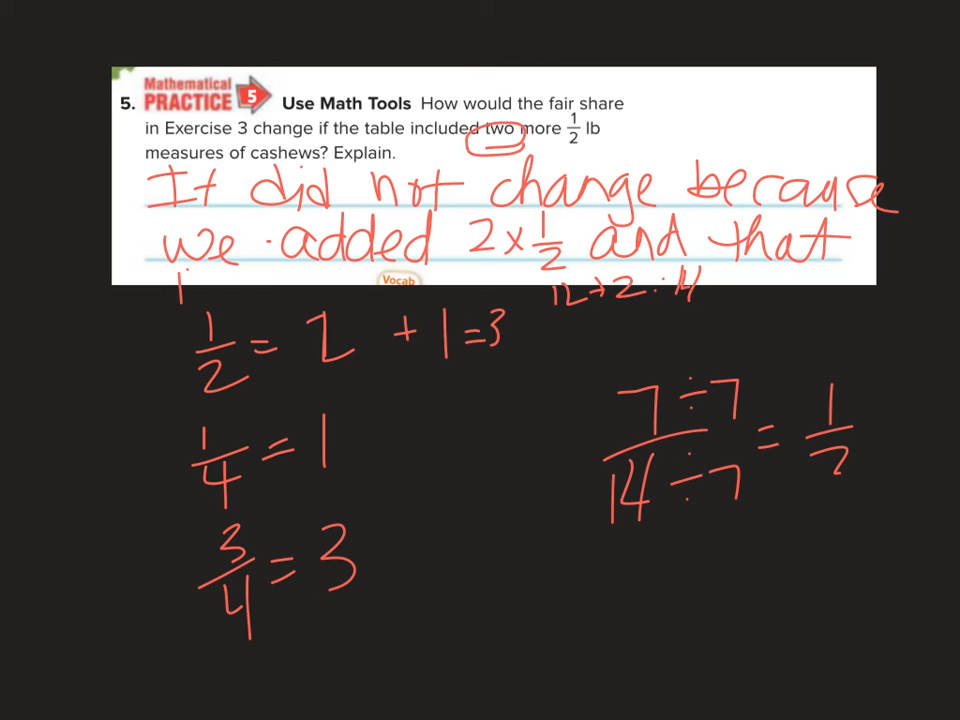 Mathematical
5. PRACTICE 5 Use Math Tools How would the fair share
in Exercise 3 change if the table included two more 1/2 lb
measures of cashews? Explain.
It did not change because
we added 2 x 1/2 and that
Vocab
12+2:14
1/2 = 2 + 1 = 3
1/4 = 1
3/4 = 3
7 ÷ 7 / 14 ÷ 7 = 1/2